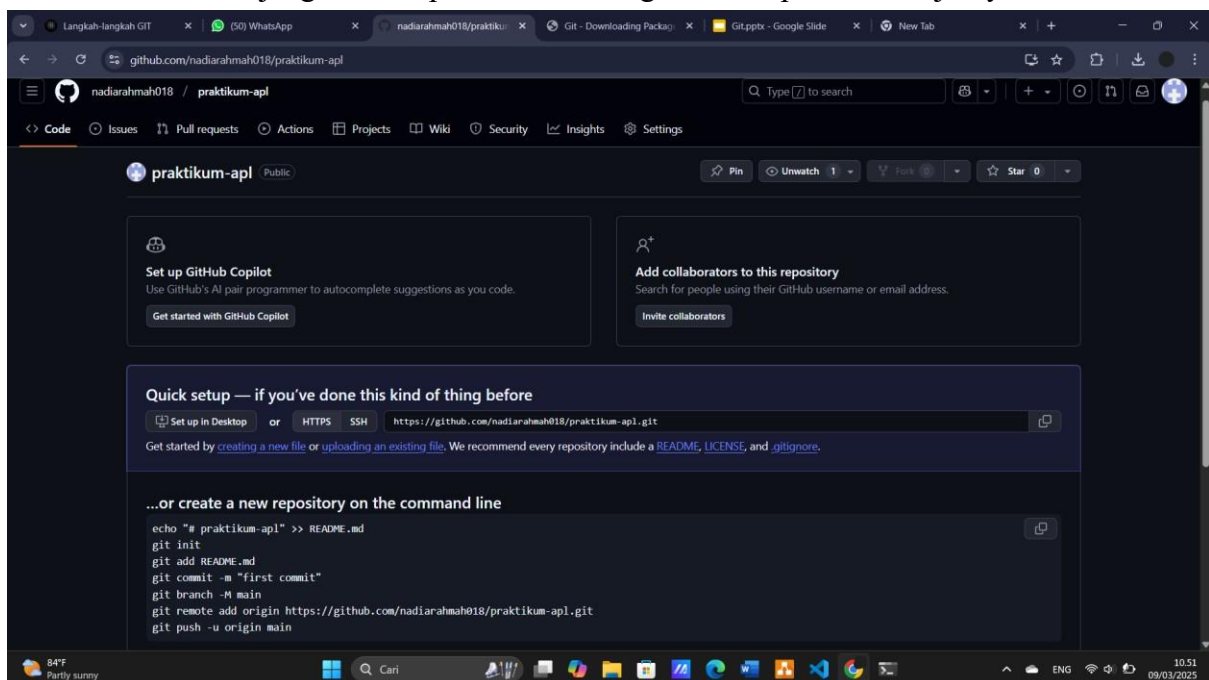 Langkah-langkah GIT
(50) WhatsApp
nadiarahmah018/praktiku
Git - Downloading Packag
Git.pptx - Google Slide
New Tab
github.com/nadiarahmah018/praktikum-apl
nadiarahmah018 / praktikum-apl
Type / to search
Code Issues Pull requests Actions Projects Wiki Security Insights Settings
praktikum-apl Public
Pin Unwatch 1 Fork 0 Star 0
Set up GitHub Copilot
Use GitHub's AI pair programmer to autocomplete suggestions as you code.
Get started with GitHub Copilot
Add collaborators to this repository
Search for people using their GitHub username or email address.
Invite collaborators
Quick setup — if you've done this kind of thing before
Set up in Desktop or HTTPS SSH https://github.com/nadiarahmah018/praktikum-apl.git
Get started by creating a new file or uploading an existing file. We recommend every repository include a README, LICENSE, and .gitignore.
...or create a new repository on the command line
echo "# praktikum-apl" >> README.md
git init
git add README.md
git commit -m "first commit"
git branch -M main
git remote add origin https://github.com/nadiarahmah018/praktikum-apl.git
git push -u origin main
84°F
Partly sunny
Cari
ENG
10.51
09/03/2025